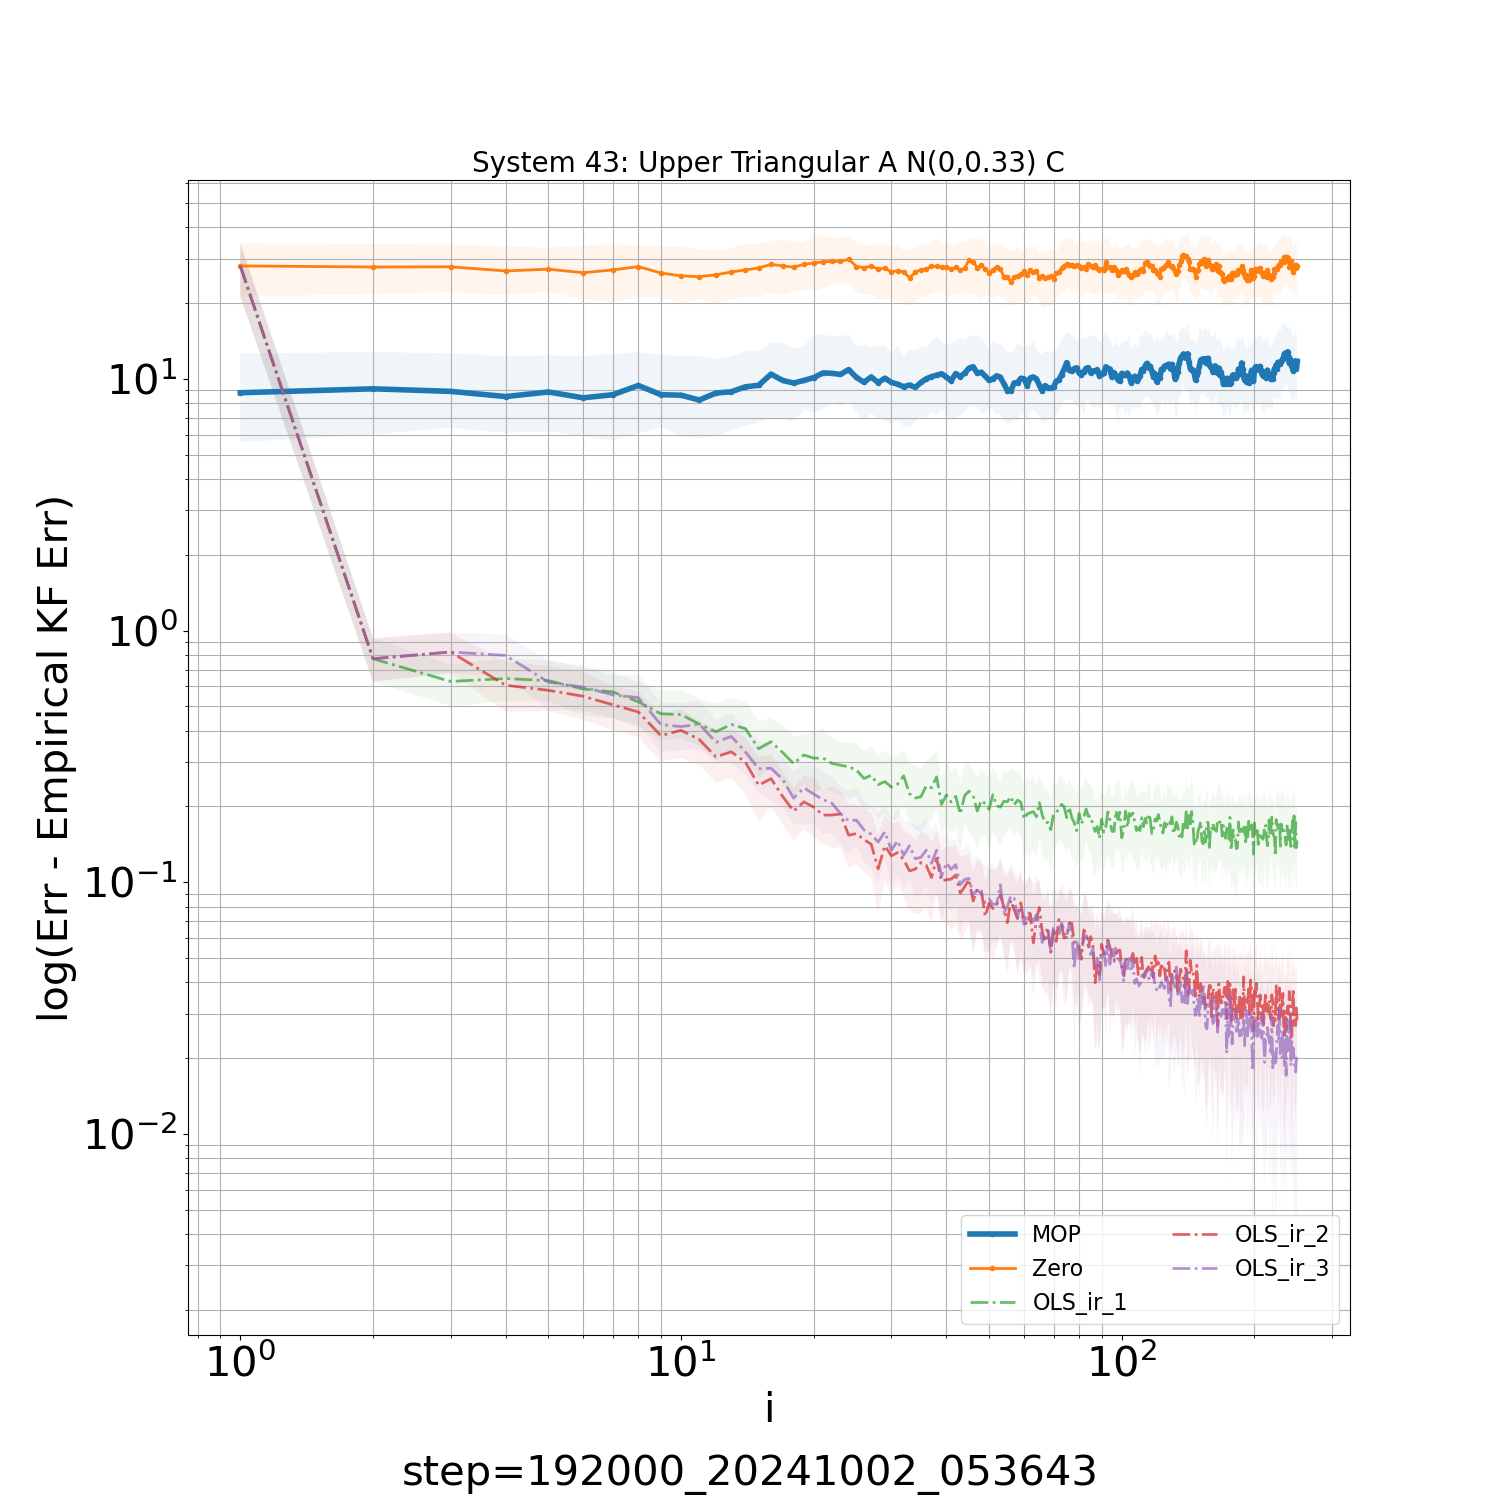 System 43: Upper Triangular A N(0,0.33) C
log(Err - Empirical KF Err)
10¹
10⁰
10⁻¹
10⁻²
MOP
Zero
OLS_ir_1
OLS_ir_2
OLS_ir_3
10⁰ 10¹ 10²
i
step=192000_20241002_053643